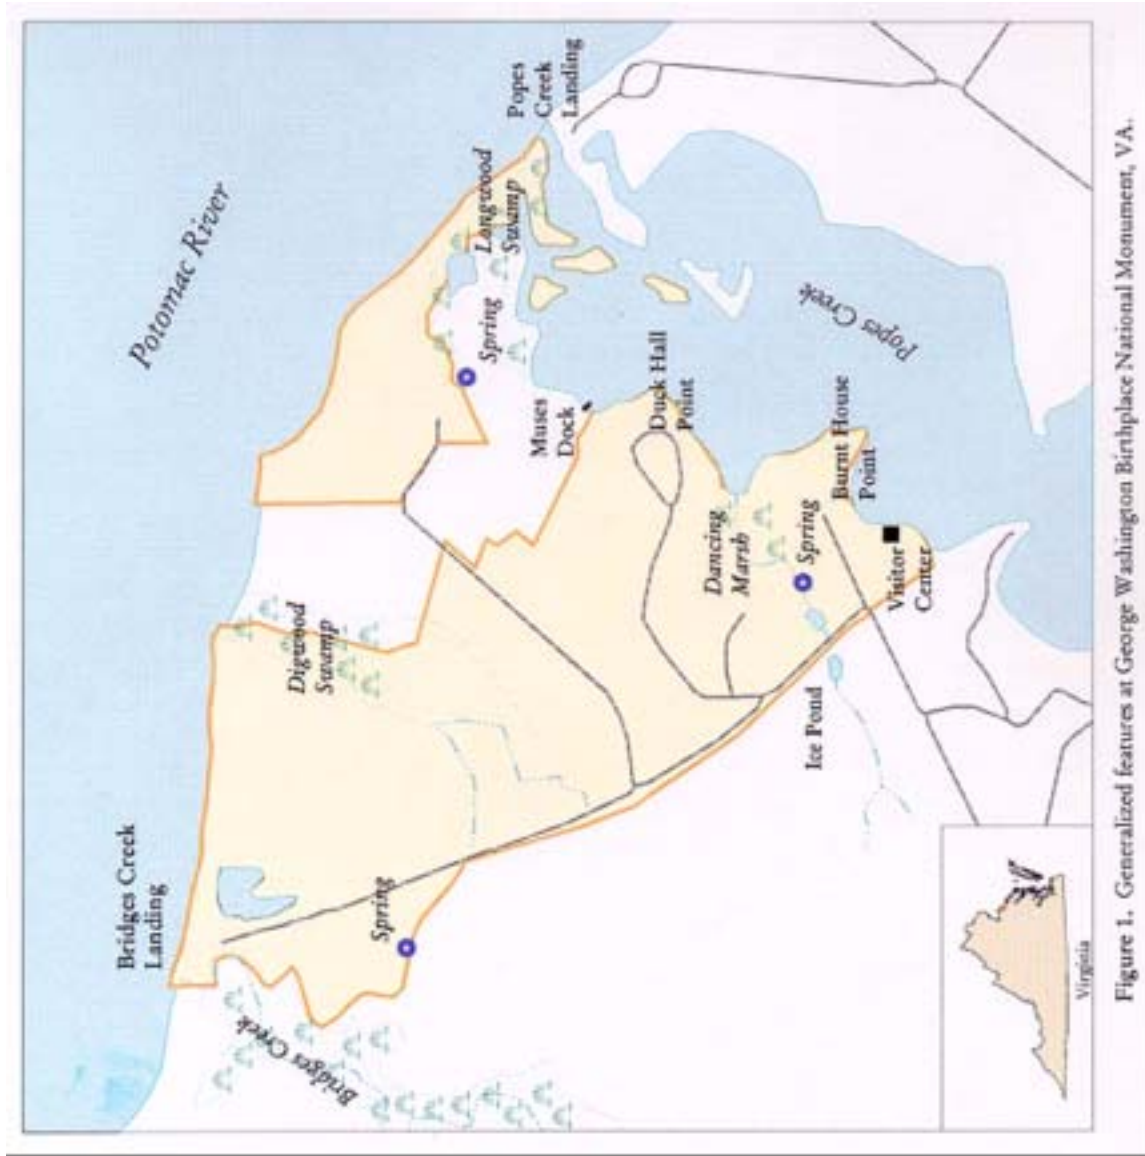 Potomac River
Bridges Creek
Landing
Popes
Creek
Landing
Longwood
Swamp
Digwood
Swamp
Spring
Spring
Bridges Creek
Muses
Dock
Duck Hall
Point
Popes Creek
Dancing
Marsh
Burnt House
Point
Spring
Ice Pond
Visitor
Center
Virginia
Figure 1. Generalized features at George Washington Birthplace National Monument, VA.